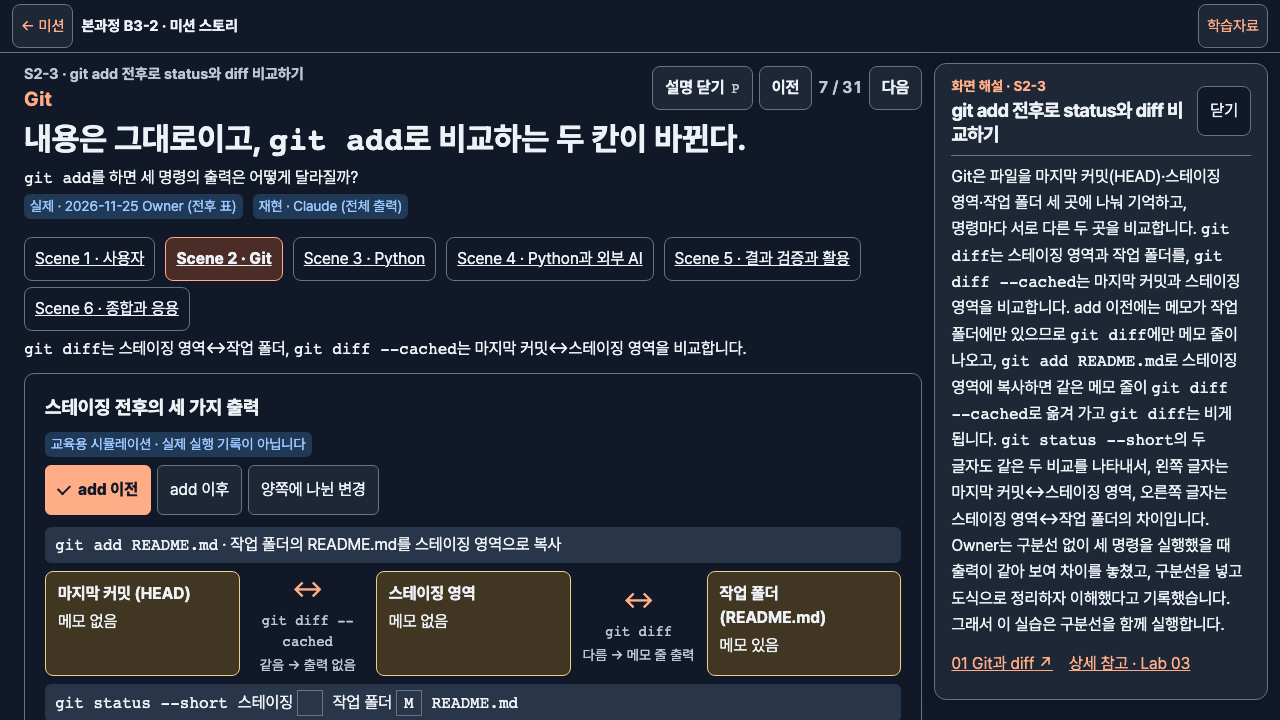 ← 미션
본과정 B3-2 · 미션 스토리
학습자료
S2-3 · git add 전후로 status와 diff 비교하기
Git
설명 닫기 P
이전
7 / 31
다음
내용은 그대로이고, git add로 비교하는 두 칸이 바뀐다.
git add를 하면 세 명령의 출력은 어떻게 달라질까?
실제 · 2026-11-25 Owner (전후 표)
재현 · Claude (전체 출력)
Scene 1 · 사용자
Scene 2 · Git
Scene 3 · Python
Scene 4 · Python과 외부 AI
Scene 5 · 결과 검증과 활용
Scene 6 · 종합과 응용
git diff는 스테이징 영역↔작업 폴더, git diff --cached는 마지막 커밋↔스테이징 영역을 비교합니다.
스테이징 전후의 세 가지 출력
교육용 시뮬레이션 · 실제 실행 기록이 아닙니다
✓ add 이전
add 이후
양쪽에 나뉜 변경
git add README.md · 작업 폴더의 README.md를 스테이징 영역으로 복사
마지막 커밋 (HEAD)
메모 없음
↔
git diff --
cached
같음 → 출력 없음
스테이징 영역
메모 없음
↔
git diff
다름 → 메모 줄 출력
작업 폴더
(README.md)
메모 있음
git status --short 스테이징 작업 폴더 M README.md
화면 해설 · S2-3
git add 전후로 status와 diff 비
교하기
닫기
Git은 파일을 마지막 커밋(HEAD)·스테이징
영역·작업 폴더 세 곳에 나눠 기억하고,
명령마다 서로 다른 두 곳을 비교합니다. git
diff는 스테이징 영역과 작업 폴더를, git
diff --cached는 마지막 커밋과 스테이징
영역을 비교합니다. add 이전에는 메모가 작업
폴더에만 있으므로 git diff에만 메모 줄이
나오고, git add README.md로 스테이징
영역에 복사하면 같은 메모 줄이 git diff
--cached로 옮겨 가고 git diff는 비게
됩니다. git status --short의 두
글자도 같은 두 비교를 나타내서, 왼쪽 글자는
마지막 커밋↔스테이징 영역, 오른쪽 글자는
스테이징 영역↔작업 폴더의 차이입니다.
Owner는 구분선 없이 세 명령을 실행했을 때
출력이 같아 보여 차이를 놓쳤고, 구분선을 넣고
도식으로 정리하자 이해했다고 기록했습니다.
그래서 이 실습은 구분선을 함께 실행합니다.
01 Git과 diff ↗
상세 참고 · Lab 03